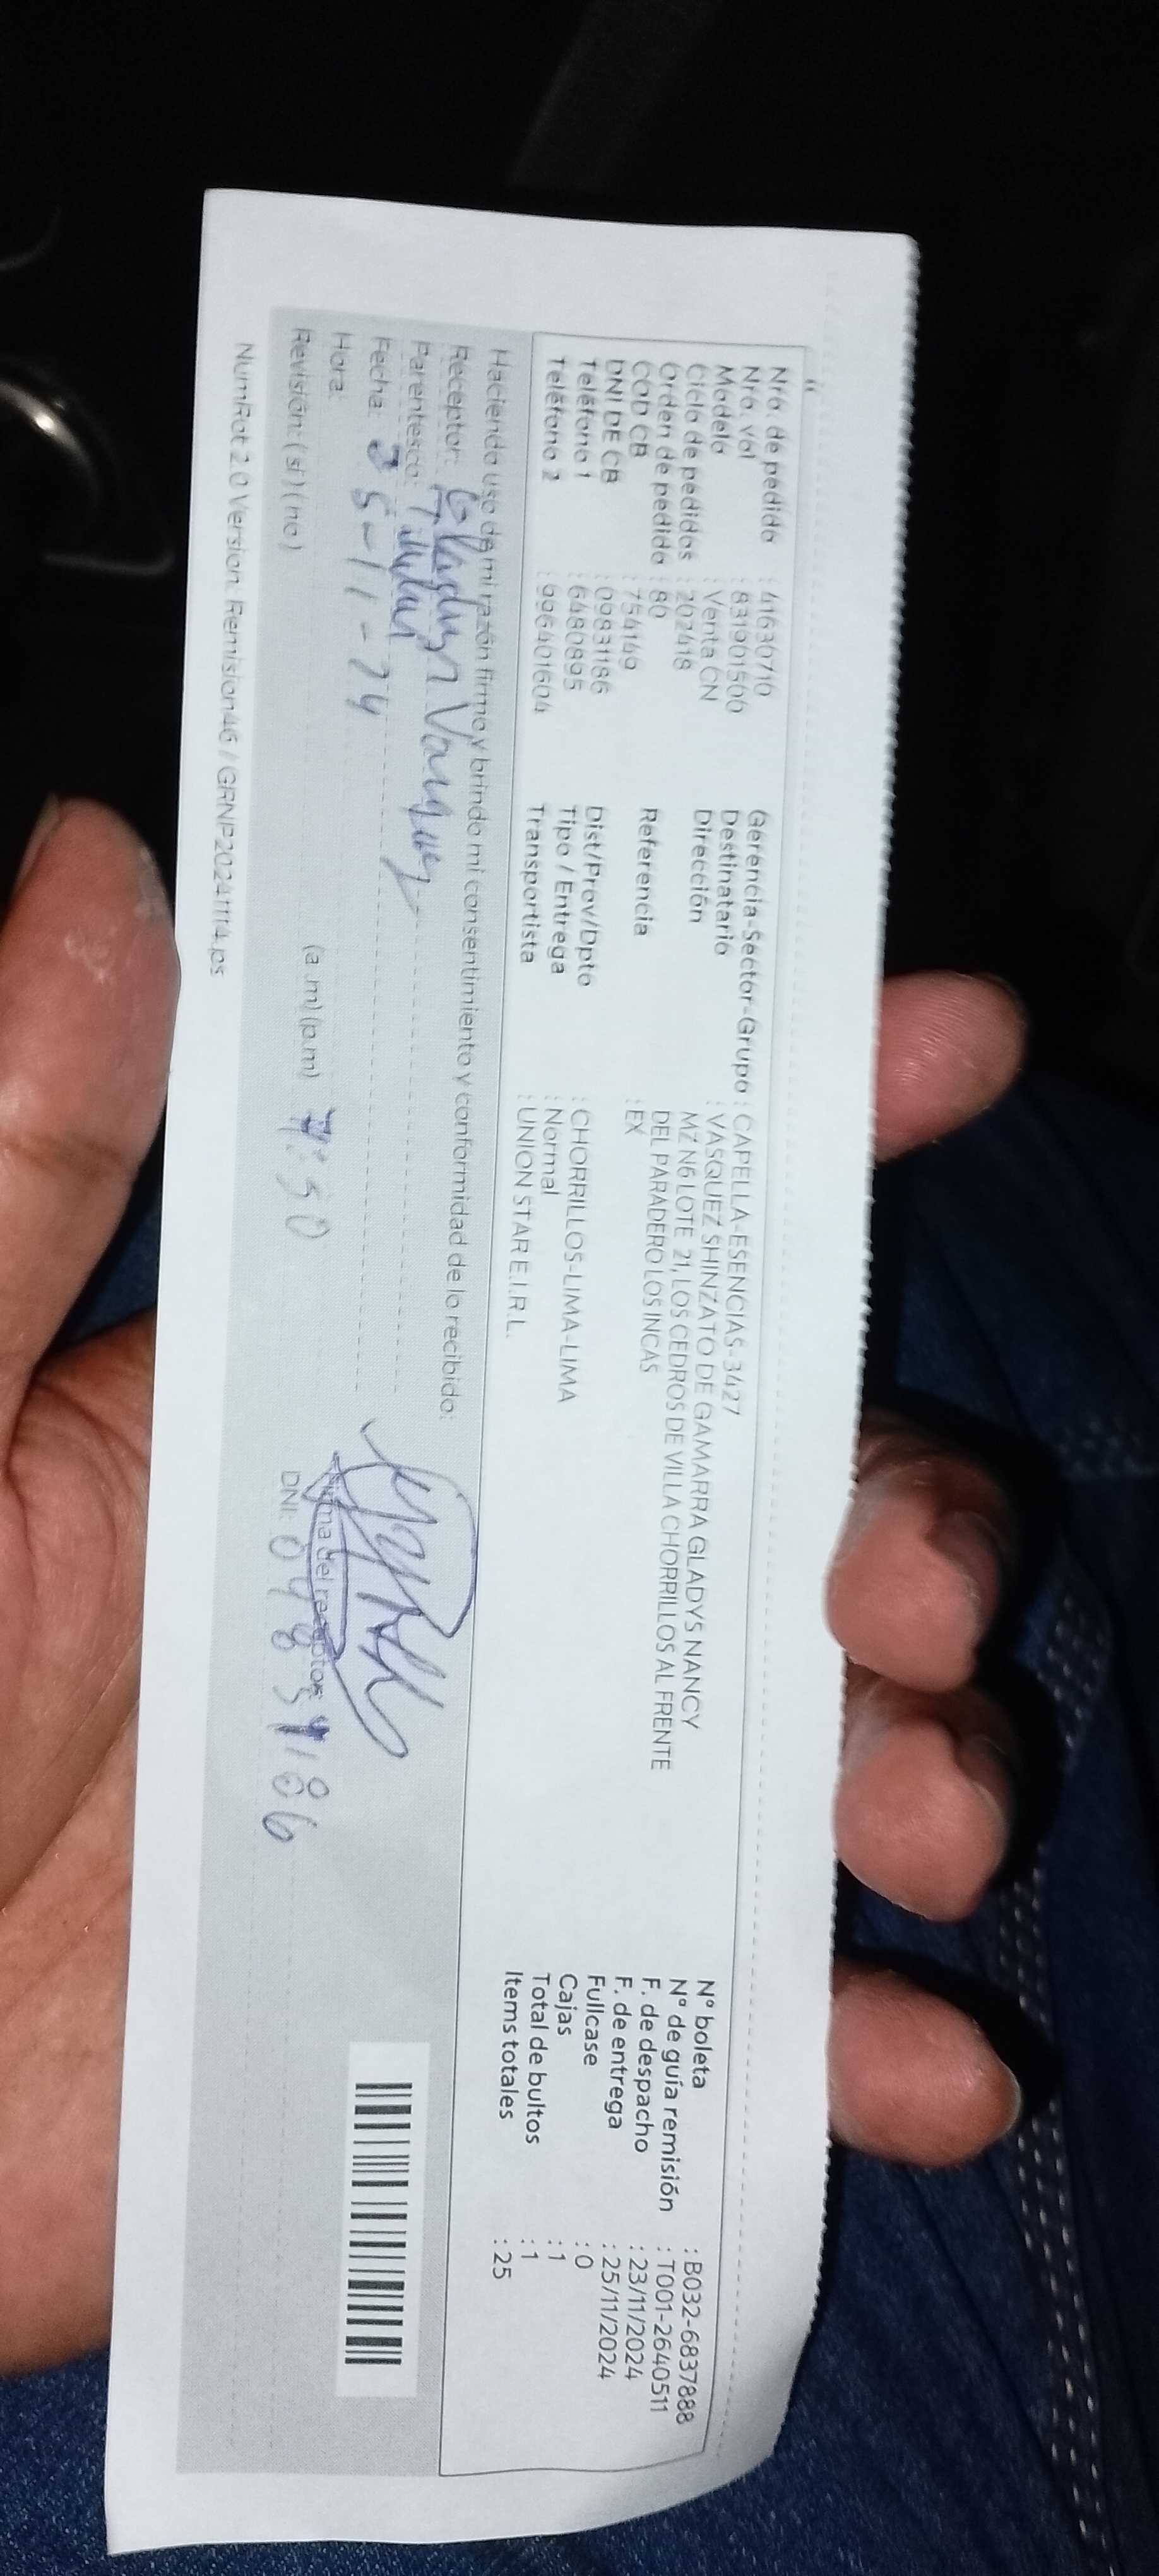 Nro. de pedido : 41630710
Nro. vol : 831901500
Modelo : Venta CN
Ciclo de pedidos : 202418
Orden de pedido : 80
COD CB : 754149
DNI DE CB : 09831186
Teléfono 1 : 6480895
Teléfono 2 : 996401604
Gerencia-Sector-Grupo : CAPELLA-ESENCIAS-3427
Destinatario : VASQUEZ SHINZATO DE GAMARRA GLADYS NANCY
Dirección MZ N6 LOTE 21, LOS CEDROS DE VILLA CHORRILLOS AL FRENTE
DEL PARADERO LOS INCAS
Referencia : EX
Dist/Prov/Dpto : CHORRILLOS-LIMA-LIMA
Tipo / Entrega : Normal
Transportista : UNION STAR E.I.R.L.
N° boleta : B032-6837888
N° de guía remisión : T001-2640511
F. de despacho : 23/11/2024
F. de entrega : 25/11/2024
Fullcase : 0
Cajas : 1
Total de bultos : 1
Items totales : 25
Haciendo uso de mi razón firmo y brindo mi consentimiento y conformidad de lo recibido:
Receptor: Gladys Vasquez
Parentesco: Titular
Fecha: 25-11-24
Hora: (a.m) (p.m) 7:50
Firma del receptor:
Revisión: (si) (no)
DNI: 09831186
NumRot 2.0 Version: Remision4G / GRNP20241114.ps